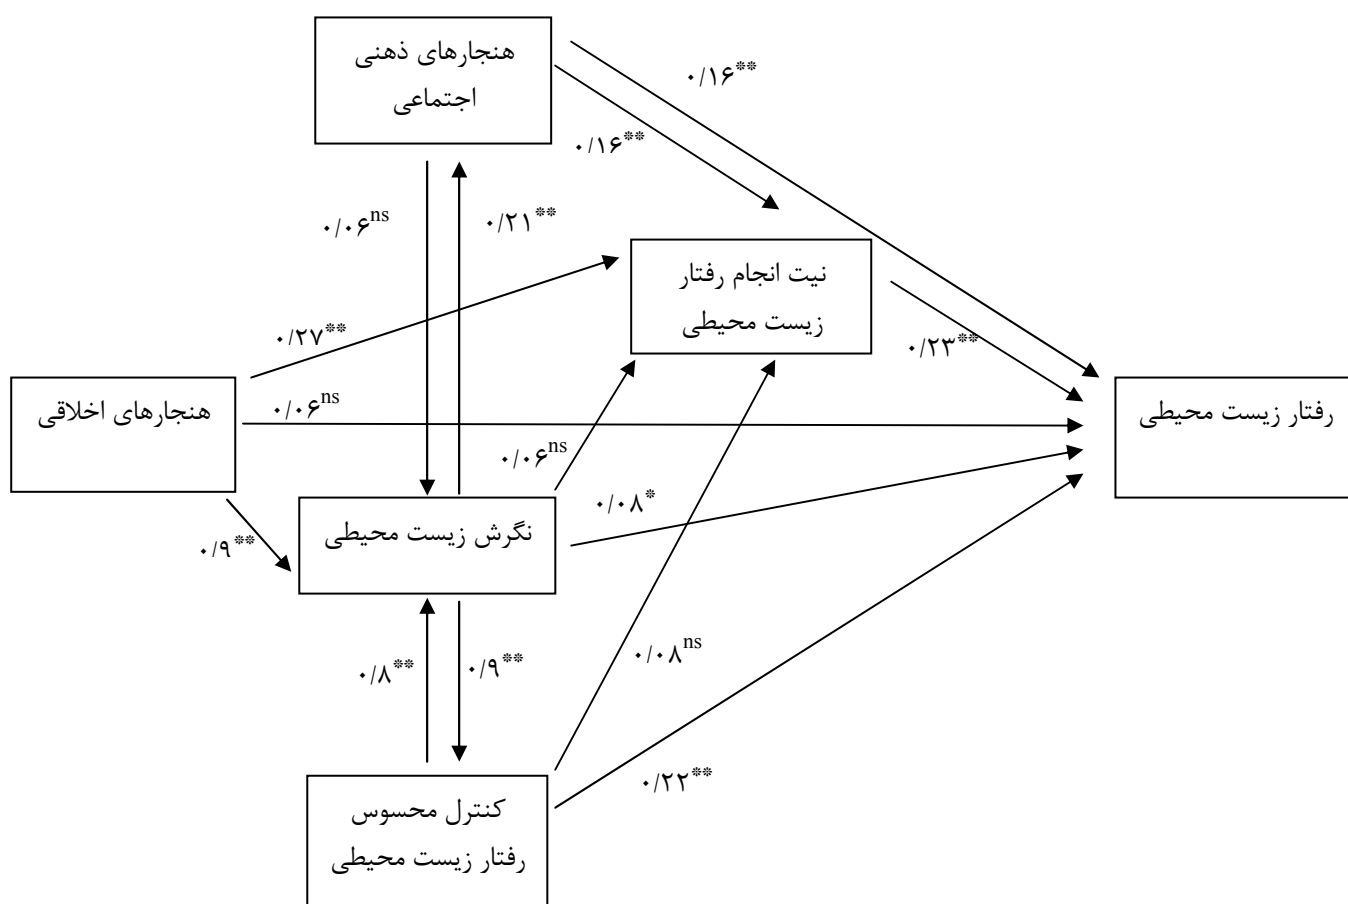 هنجارهای ذهنی
اجتماعی
۰/۱۶**
۰/۱۶**
۰/۰۶ns
۰/۲۱**
نیت انجام رفتار
زیست محیطی
۰/۲۷**
۰/۲۳**
هنجارهای اخلاقی
۰/۰۶ns
رفتار زیست محیطی
۰/۰۶ns
۰/۰۸*
نگرش زیست محیطی
۰/۹**
۰/۸**
۰/۹**
۰/۰۸ns
۰/۲۲**
کنترل محسوس
رفتار زیست محیطی